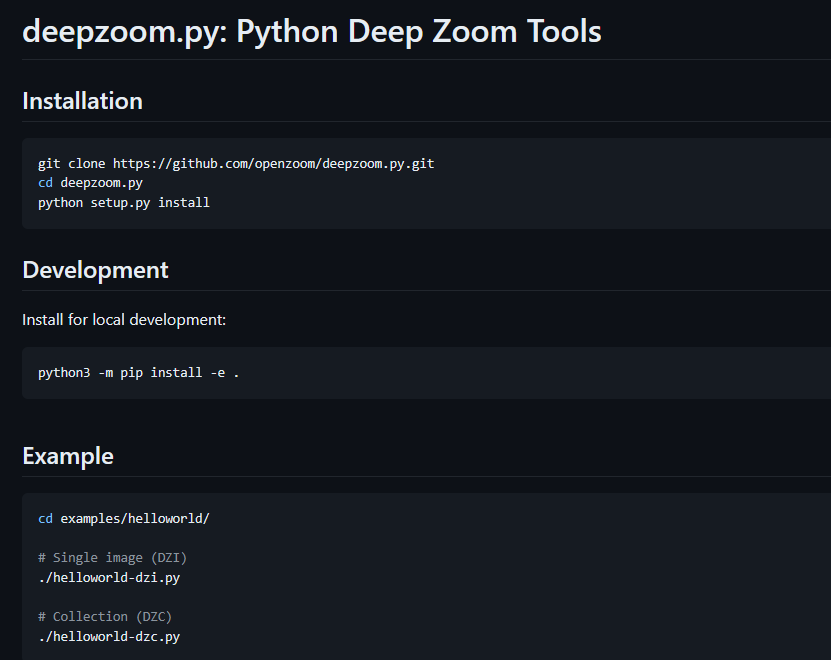 deepzoom.py: Python Deep Zoom Tools
Installation
git clone https://github.com/openzoom/deepzoom.py.git
cd deepzoom.py
python setup.py install
Development
Install for local development:
python3 -m pip install -e .
Example
cd examples/helloworld/
# Single image (DZI)
./helloworld-dzi.py
# Collection (DZC)
./helloworld-dzc.py